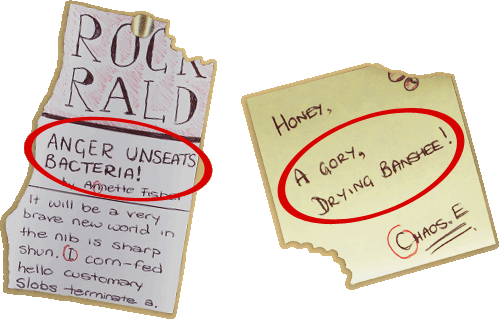 ROCK
RALD
ANGER UNSEATS
BACTERIA!
by Annette Fisher
It will be a very
brave new world in
the nib is sharp
shun. I corn-fed
hello customary
slobs terminate a.
Honey,
A GORY,
DRYING BANSHEE!
CHAOS.E